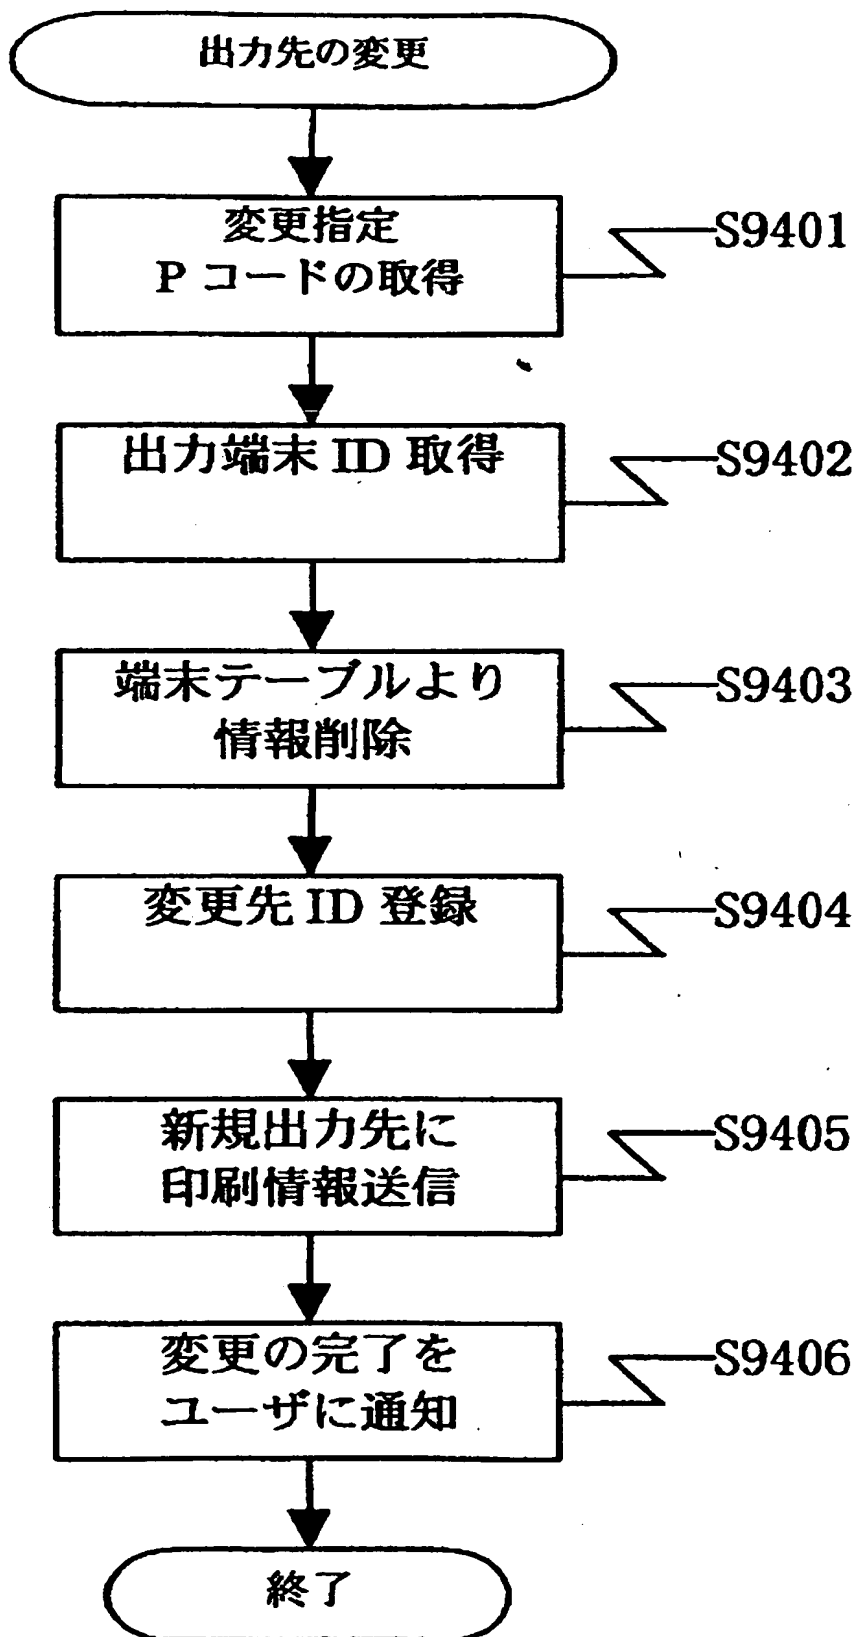 出力先の変更
変更指定
P コードの取得
S9401
出力端末 ID 取得
S9402
端末テーブルより
情報削除
S9403
変更先 ID 登録
S9404
新規出力先に
印刷情報送信
S9405
変更の完了を
ユーザに通知
S9406
終了